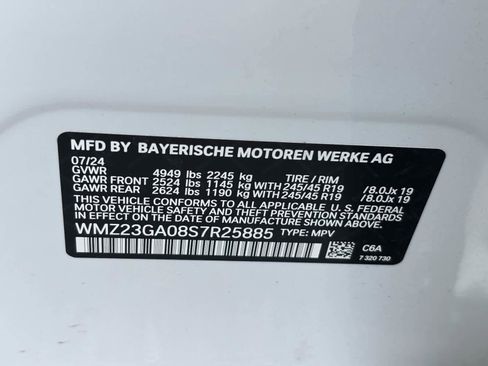 MFD BY BAYERISCHE MOTOREN WERKE AG
07/24
GVWR 4949 lbs 2245 kg TIRE / RIM
GAWR FRONT 2524 lbs 1145 kg WITH 245/45 R19 /8.0Jx 19
GAWR REAR 2624 lbs 1190 kg WITH 245/45 R19 /8.0Jx 19
THIS VEHICLE CONFORMS TO ALL APPLICABLE U.S. FEDERAL
MOTOR VEHICLE SAFETY, BUMPER, AND THEFT PREVENTION
STANDARDS IN EFFECT ON THE DATE OF MANUFACTURE SHOWN ABOVE.
WMZ23GA08S7R25885 TYPE: MPV
C6A
7 320 730